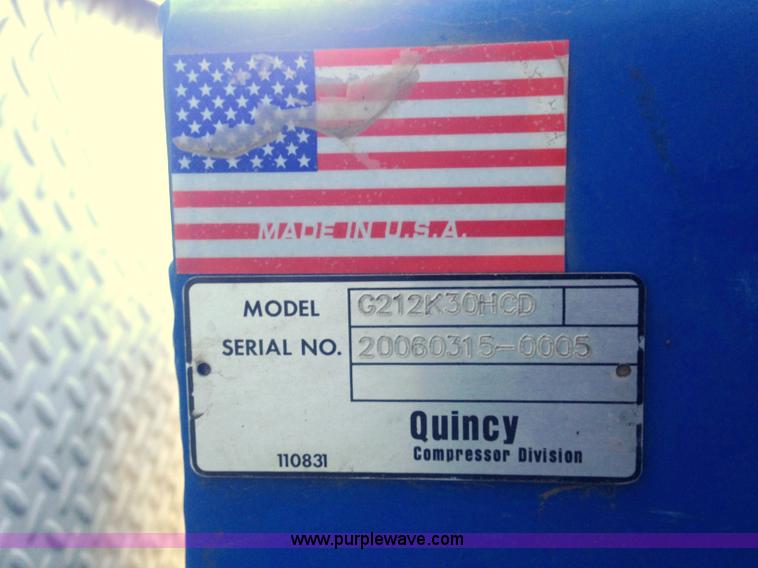 MADE IN U.S.A.
MODEL G212K30HCD
SERIAL NO. 20060315-0005
Quincy
110831 Compressor Division
www.purplewave.com